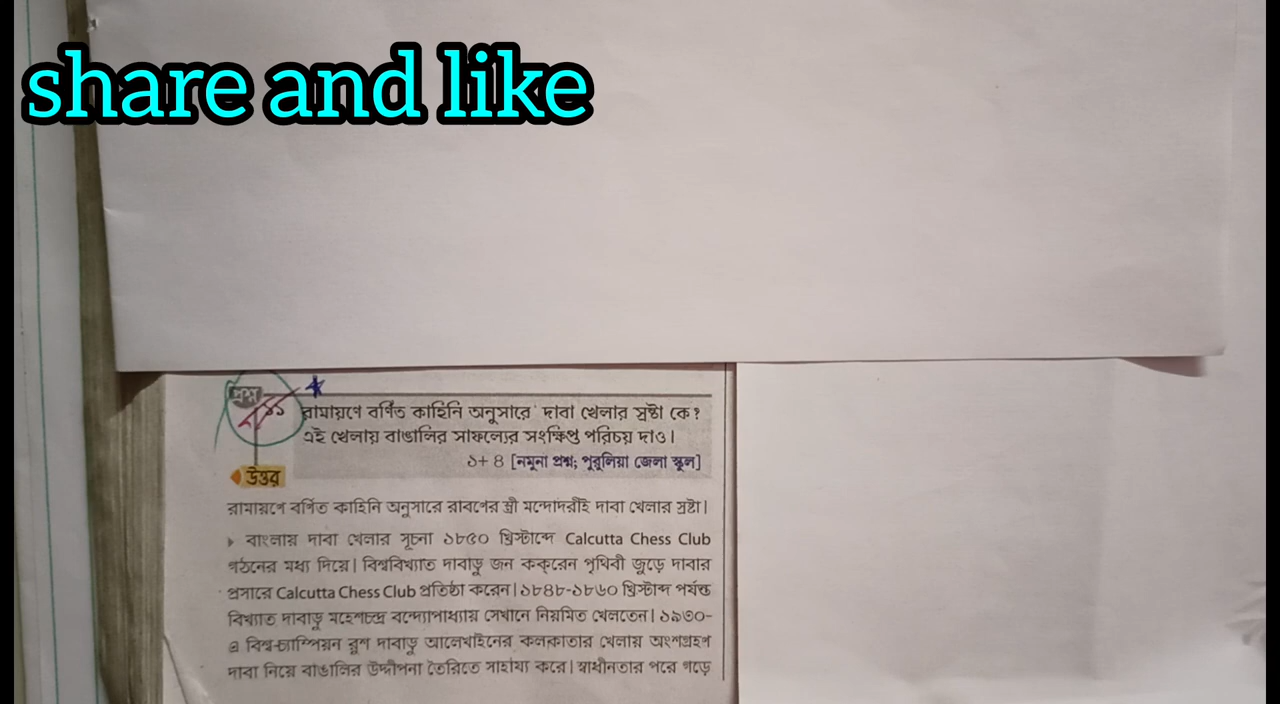 share and like
প্রশ্ন ১১
রামায়ণে বর্ণিত কাহিনি অনুসারে দাবা খেলার স্রষ্টা কে?
এই খেলায় বাঙালির সাফল্যের সংক্ষিপ্ত পরিচয় দাও।
১+ 8 [নমুনা প্রশ্ন; পুরুলিয়া জেলা স্কুল]
উত্তর
রামায়ণে বর্ণিত কাহিনি অনুসারে রাবণের স্ত্রী মন্দোদরীই দাবা খেলার স্রষ্টা।
বাংলায় দাবা খেলার সূচনা ১৮৫০ খ্রিস্টাব্দে Calcutta Chess Club
গঠনের মধ্য দিয়ে। বিশ্ববিখ্যাত দাবাড়ু জন কক্‌রেন পৃথিবী জুড়ে দাবার
প্রসারে Calcutta Chess Club প্রতিষ্ঠা করেন। ১৮৪৮-১৮৬০ খ্রিস্টাব্দ পর্যন্ত
বিখ্যাত দাবাড়ু মহেশচন্দ্র বন্দ্যোপাধ্যায় সেখানে নিয়মিত খেলতেন। ১৯৩০-
এ বিশ্ব-চ্যাম্পিয়ন রুশ দাবাড়ু আলেখাইনের কলকাতার খেলায় অংশগ্রহণ
দাবা নিয়ে বাঙালির উদ্দীপনা তৈরিতে সাহায্য করে। স্বাধীনতার পরে গড়ে